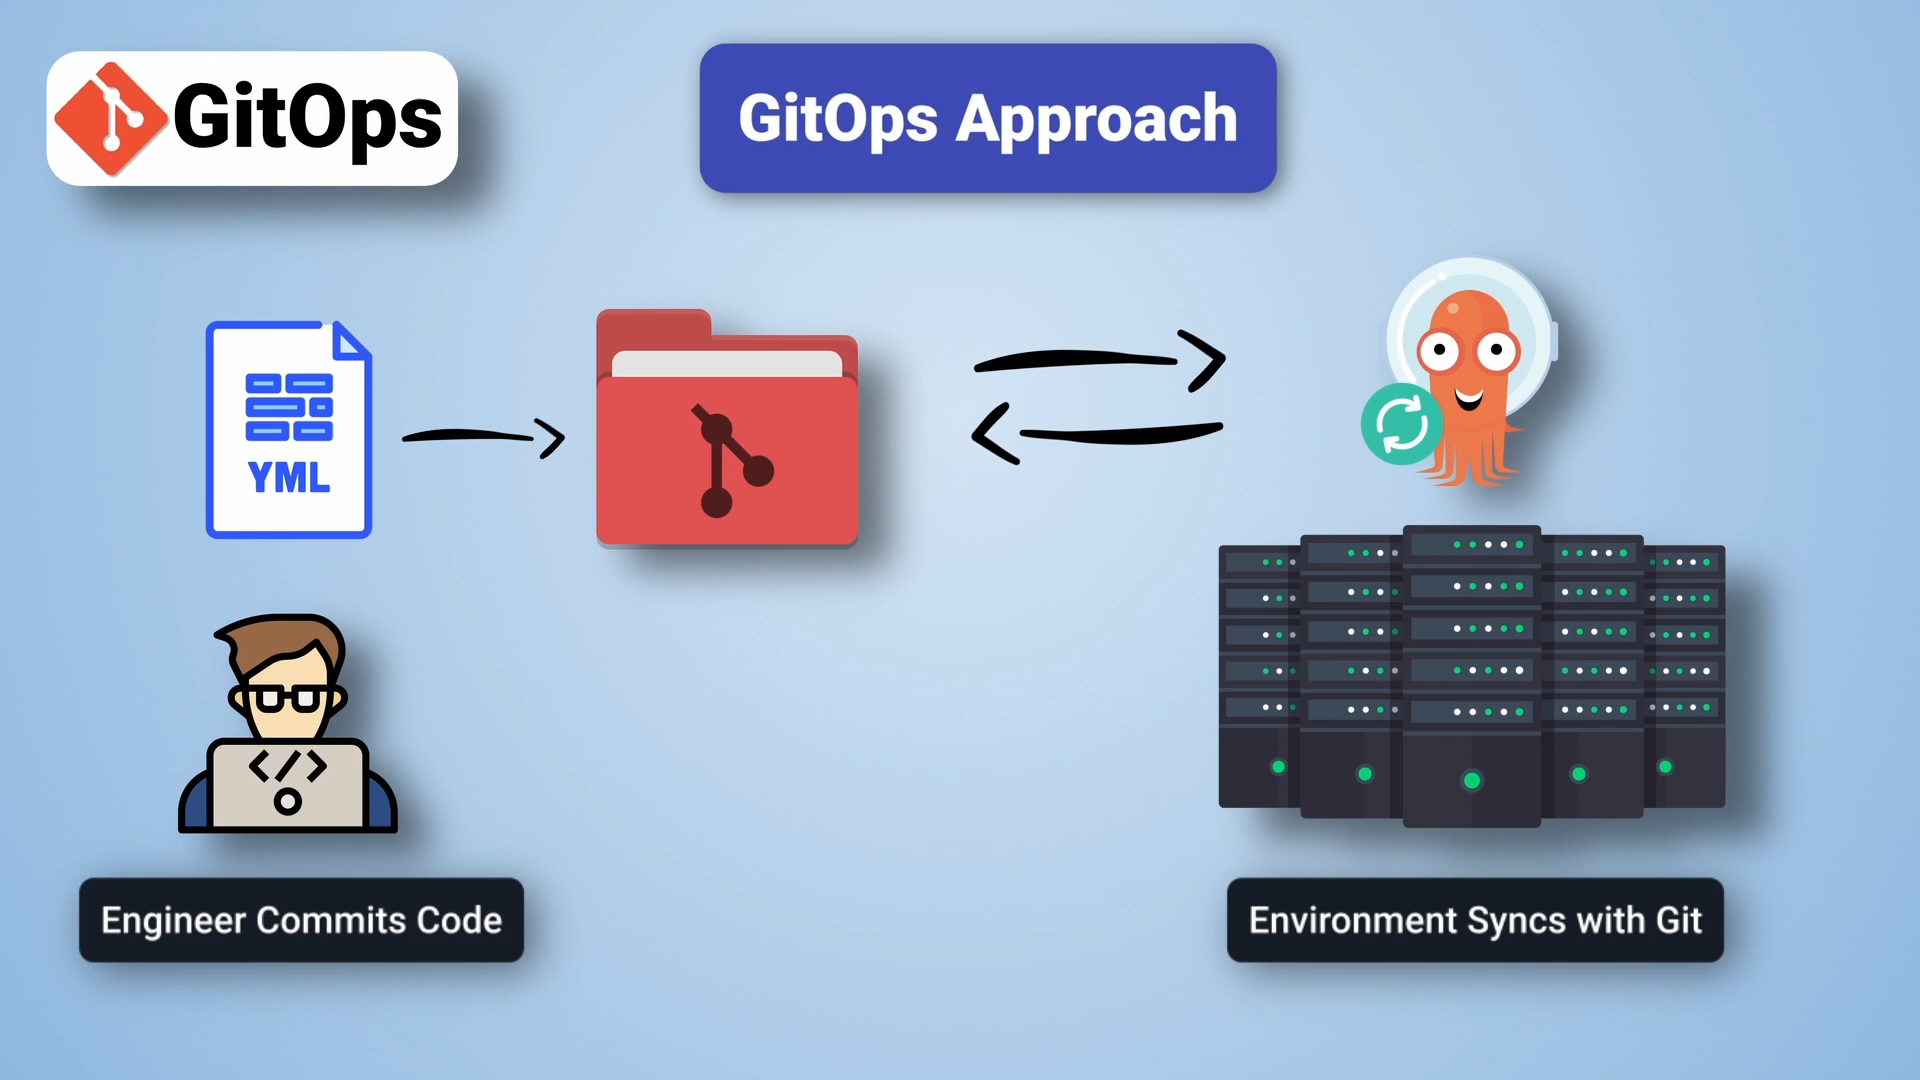 GitOps
GitOps Approach
YML
Engineer Commits Code
Environment Syncs with Git